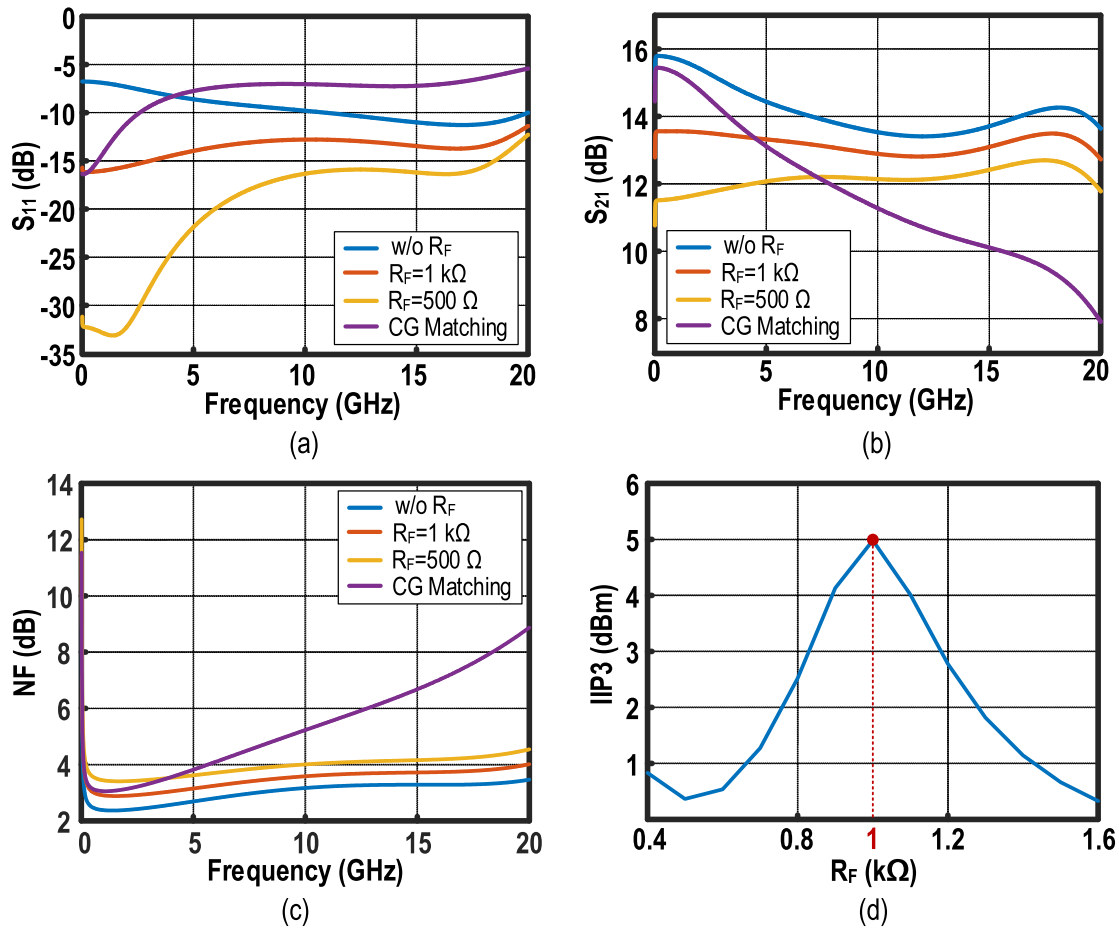 0
-5
-10
-15
-20
-25
-30
-35
S11 (dB)
w/o RF
RF=1 kΩ
RF=500 Ω
CG Matching
0 5 10 15 20
Frequency (GHz)
(a)
16
14
12
10
8
S21 (dB)
w/o RF
RF=1 kΩ
RF=500 Ω
CG Matching
0 5 10 15 20
Frequency (GHz)
(b)
14
12
10
8
6
4
2
NF (dB)
w/o RF
RF=1 kΩ
RF=500 Ω
CG Matching
0 5 10 15 20
Frequency (GHz)
(c)
6
5
4
3
2
1
IIP3 (dBm)
0.4 0.8 1 1.2 1.6
RF (kΩ)
(d)